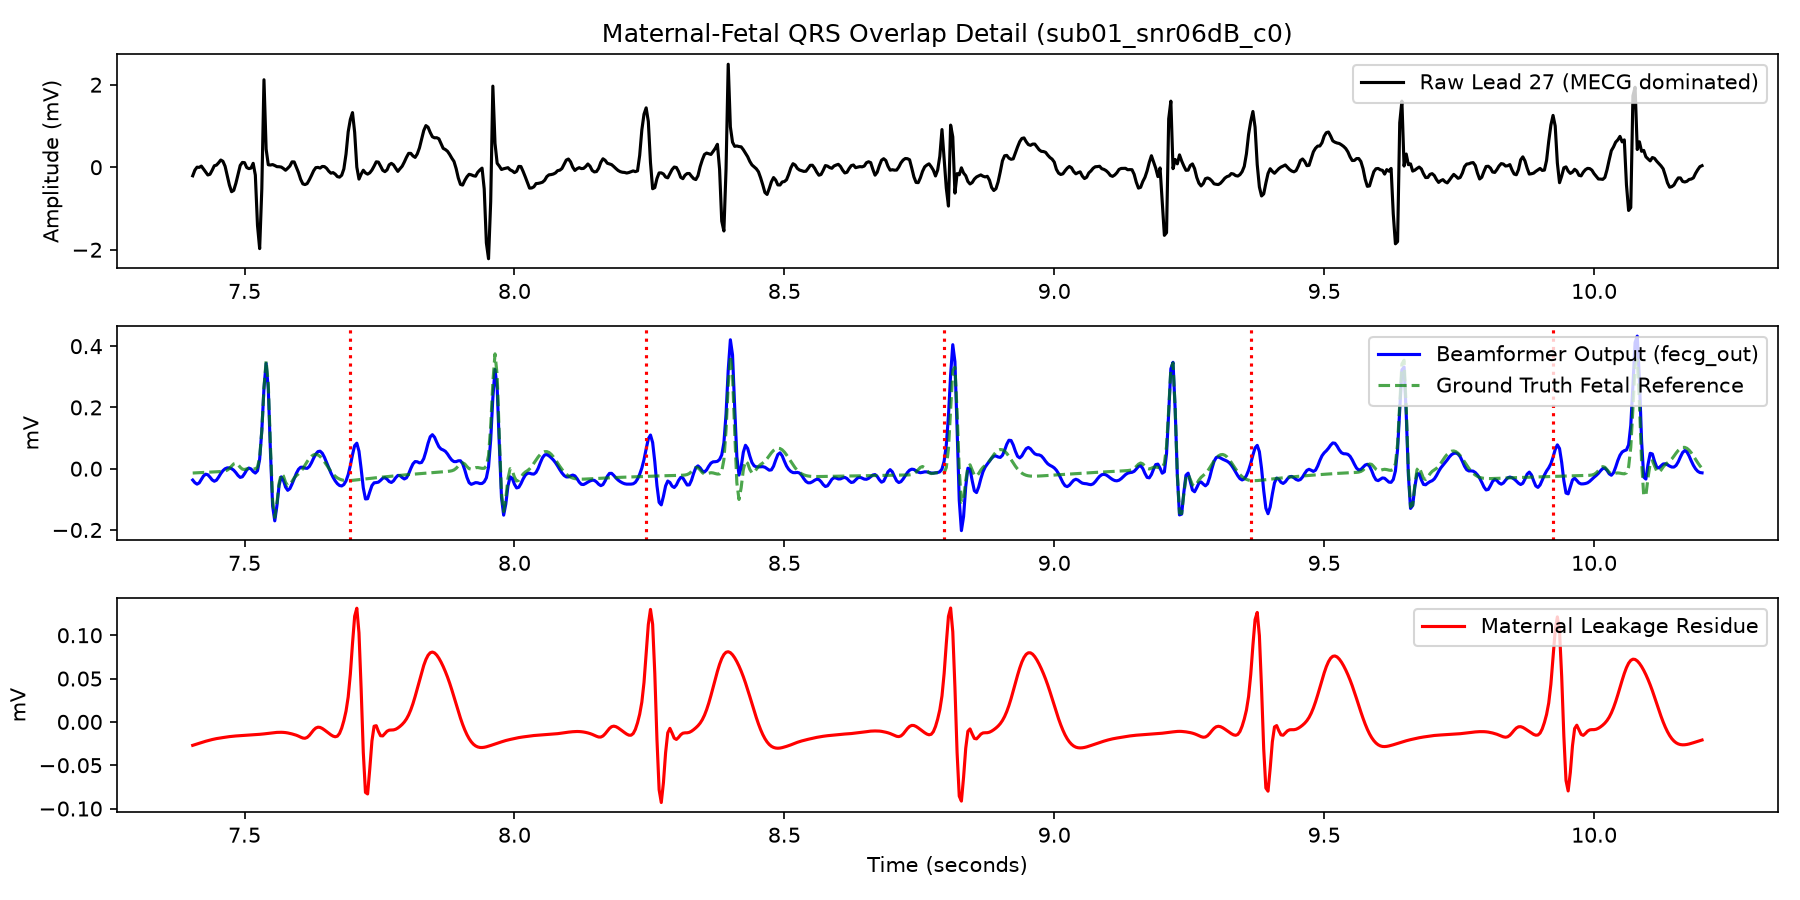 Maternal-Fetal QRS Overlap Detail (sub01_snr06dB_c0)
Raw Lead 27 (MECG dominated)
Amplitude (mV)
2
0
−2
7.5 8.0 8.5 9.0 9.5 10.0
Beamformer Output (fecg_out)
Ground Truth Fetal Reference
mV
0.4
0.2
0.0
−0.2
7.5 8.0 8.5 9.0 9.5 10.0
Maternal Leakage Residue
mV
0.10
0.05
0.00
−0.05
−0.10
7.5 8.0 8.5 9.0 9.5 10.0
Time (seconds)